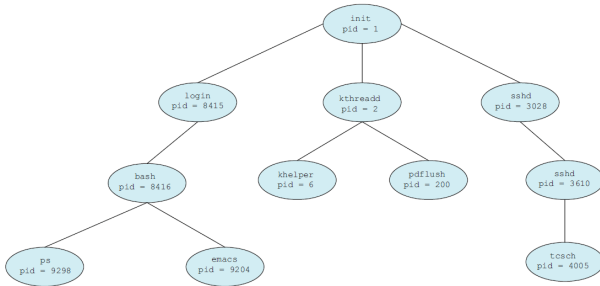 init
pid = 1
login
pid = 8415
kthreadd
pid = 2
sshd
pid = 3028
bash
pid = 8416
khelper
pid = 6
pdflush
pid = 200
sshd
pid = 3610
ps
pid = 9298
emacs
pid = 9204
tcsch
pid = 4005